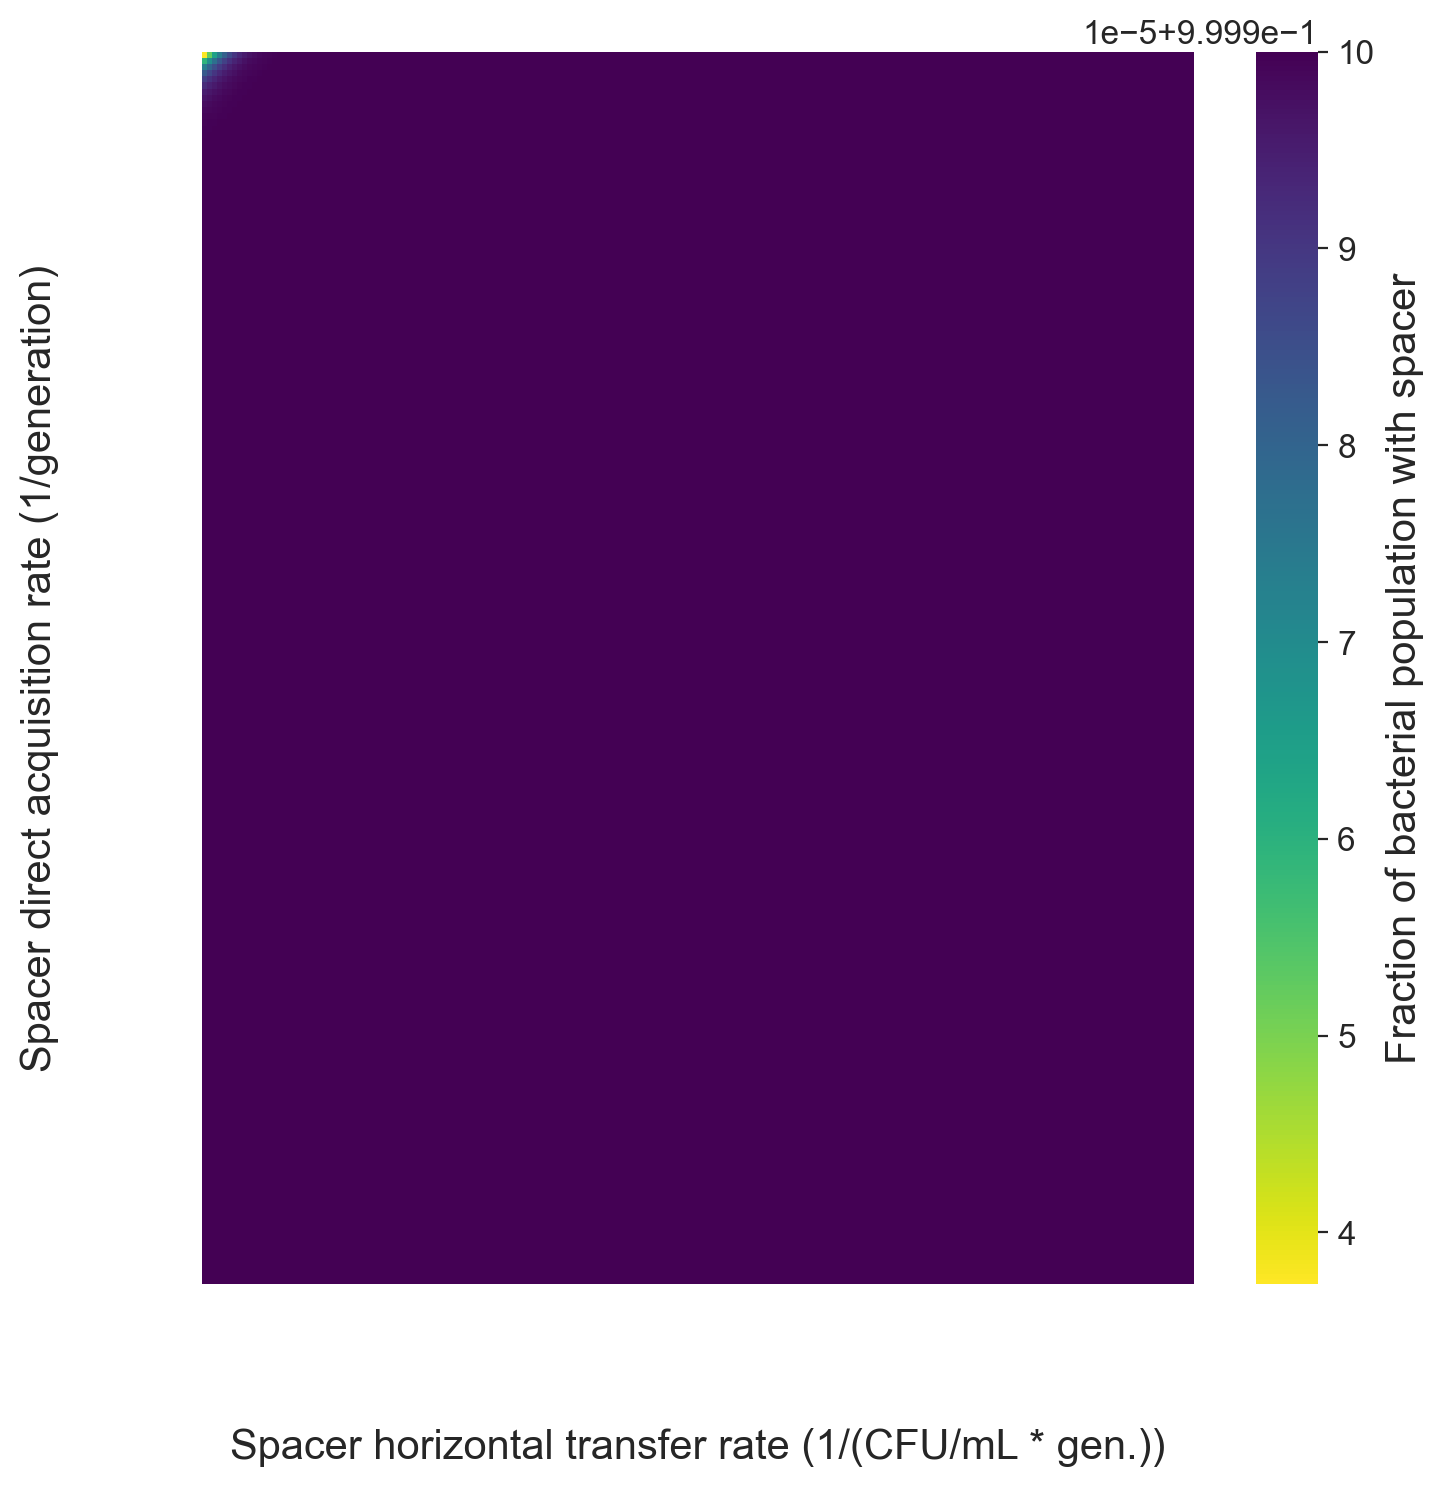 1e−5+9.999e−1
10
9
8
7
6
5
4
Fraction of bacterial population with spacer
Spacer direct acquisition rate (1/generation)
Spacer horizontal transfer rate (1/(CFU/mL * gen.))